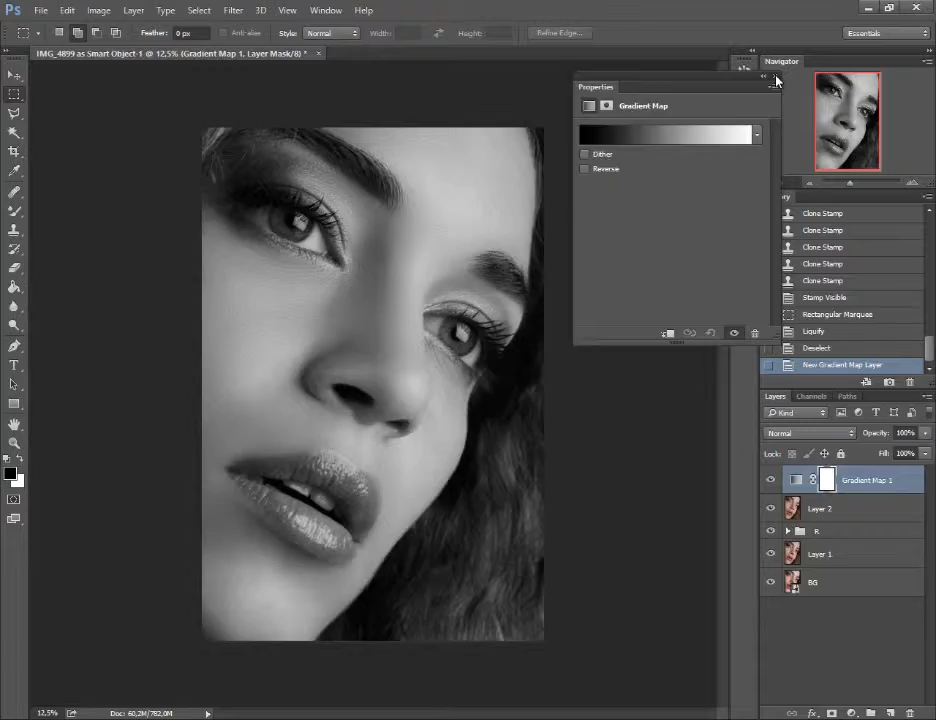 Ps File Edit Image Layer Type Select Filter 3D View Window Help
Feather: 0 px Anti-alias Style: Normal Width: Height: Refine Edge... Essentials
IMG_4899 as Smart Object-1 @ 12,5% (Gradient Map 1, Layer Mask/8) * ×
Navigator
Properties
Gradient Map
Dither
Reverse
Clone Stamp
Clone Stamp
Clone Stamp
Clone Stamp
Clone Stamp
Stamp Visible
Rectangular Marquee
Liquify
Deselect
New Gradient Map Layer
Layers Channels Paths
Kind
Normal Opacity: 100%
Lock: Fill: 100%
Gradient Map 1
Layer 2
R
Layer 1
BG
12,5% Doc: 60,2M/782,0M
fx